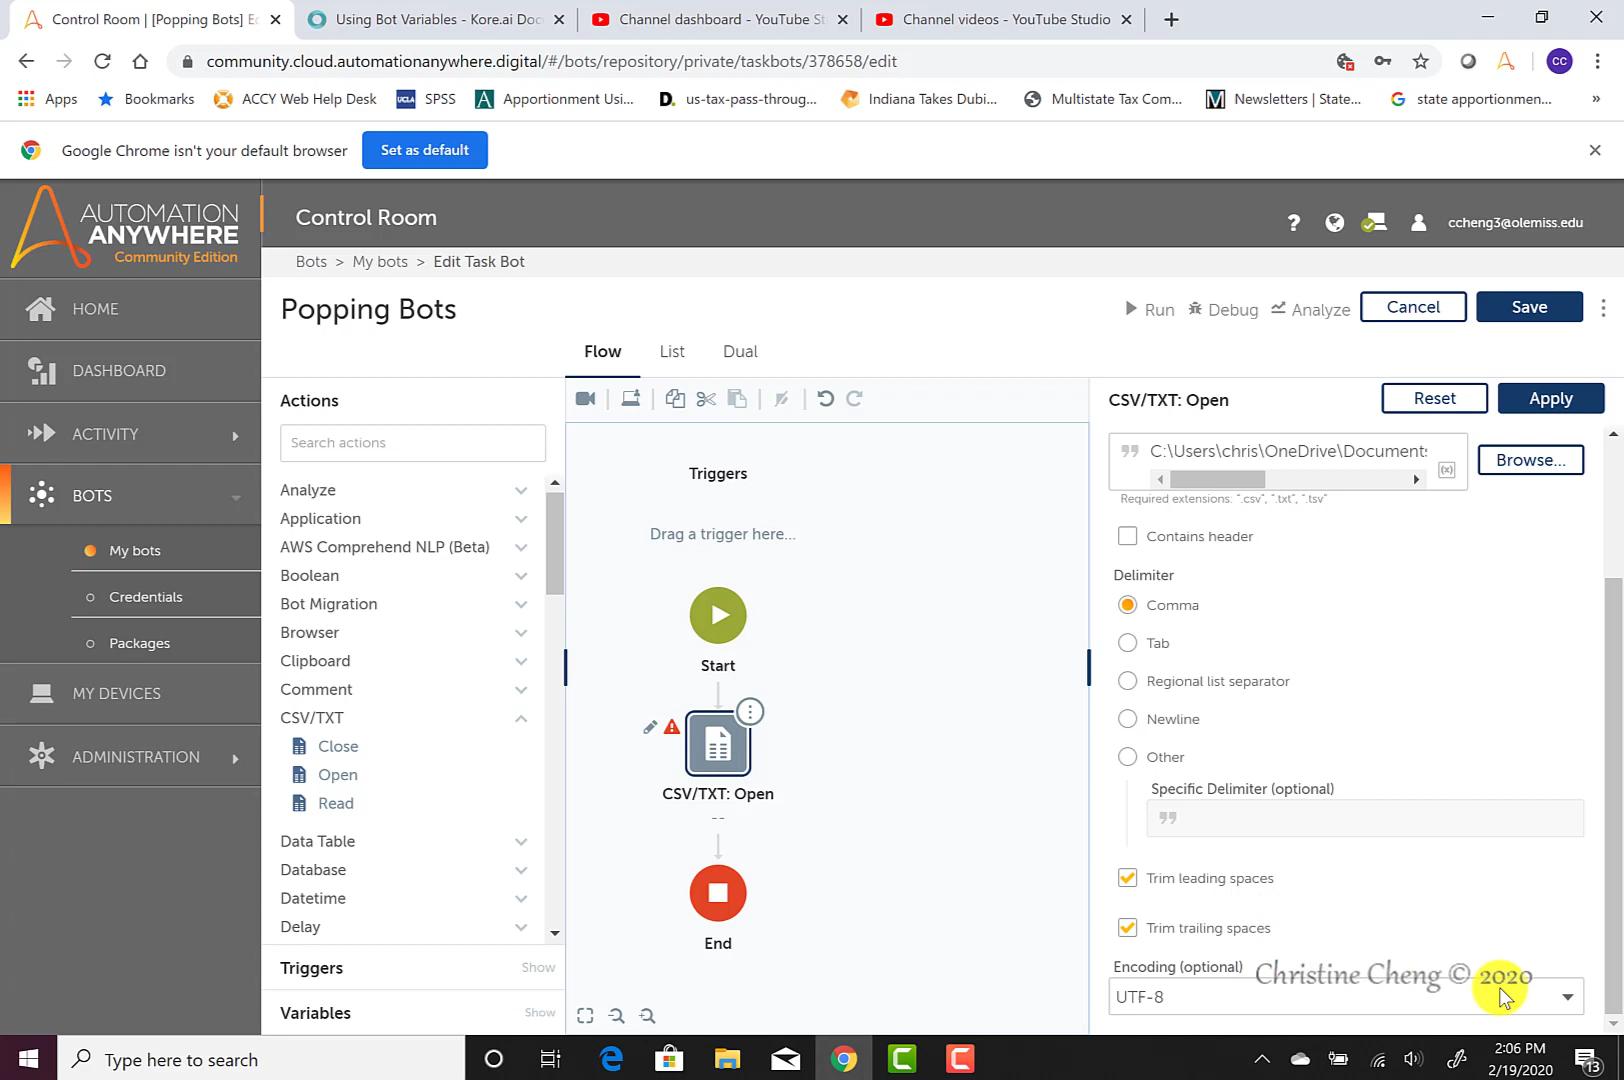 Control Room | [Popping Bots] E
Using Bot Variables - Kore.ai Doc
Channel dashboard - YouTube St
Channel videos - YouTube Studio
community.cloud.automationanywhere.digital/#/bots/repository/private/taskbots/378658/edit
CC
Apps
Bookmarks
ACCY Web Help Desk
UCLA SPSS
A Apportionment Usi...
D. us-tax-pass-throug...
Indiana Takes Dubi...
Multistate Tax Com...
M Newsletters | State...
G state apportionmen...
»
Google Chrome isn't your default browser
Set as default
AUTOMATION
ANYWHERE
Community Edition
Control Room
?
ccheng3@olemiss.edu
Bots > My bots > Edit Task Bot
HOME
DASHBOARD
ACTIVITY
BOTS
My bots
Credentials
Packages
MY DEVICES
ADMINISTRATION
Popping Bots
Run
Debug
Analyze
Cancel
Save
Flow
List
Dual
Actions
Search actions
Analyze
Application
AWS Comprehend NLP (Beta)
Boolean
Bot Migration
Browser
Clipboard
Comment
CSV/TXT
Close
Open
Read
Data Table
Database
Datetime
Delay
Triggers
Show
Variables
Show
Triggers
Drag a trigger here...
Start
CSV/TXT: Open
--
End
CSV/TXT: Open
Reset
Apply
C:\Users\chris\OneDrive\Documents
(x)
Browse...
Required extensions: ".csv", ".txt", ".tsv"
Contains header
Delimiter
Comma
Tab
Regional list separator
Newline
Other
Specific Delimiter (optional)
Trim leading spaces
Trim trailing spaces
Encoding (optional)
Christine Cheng © 2020
UTF-8
Type here to search
2:06 PM
2/19/2020
13